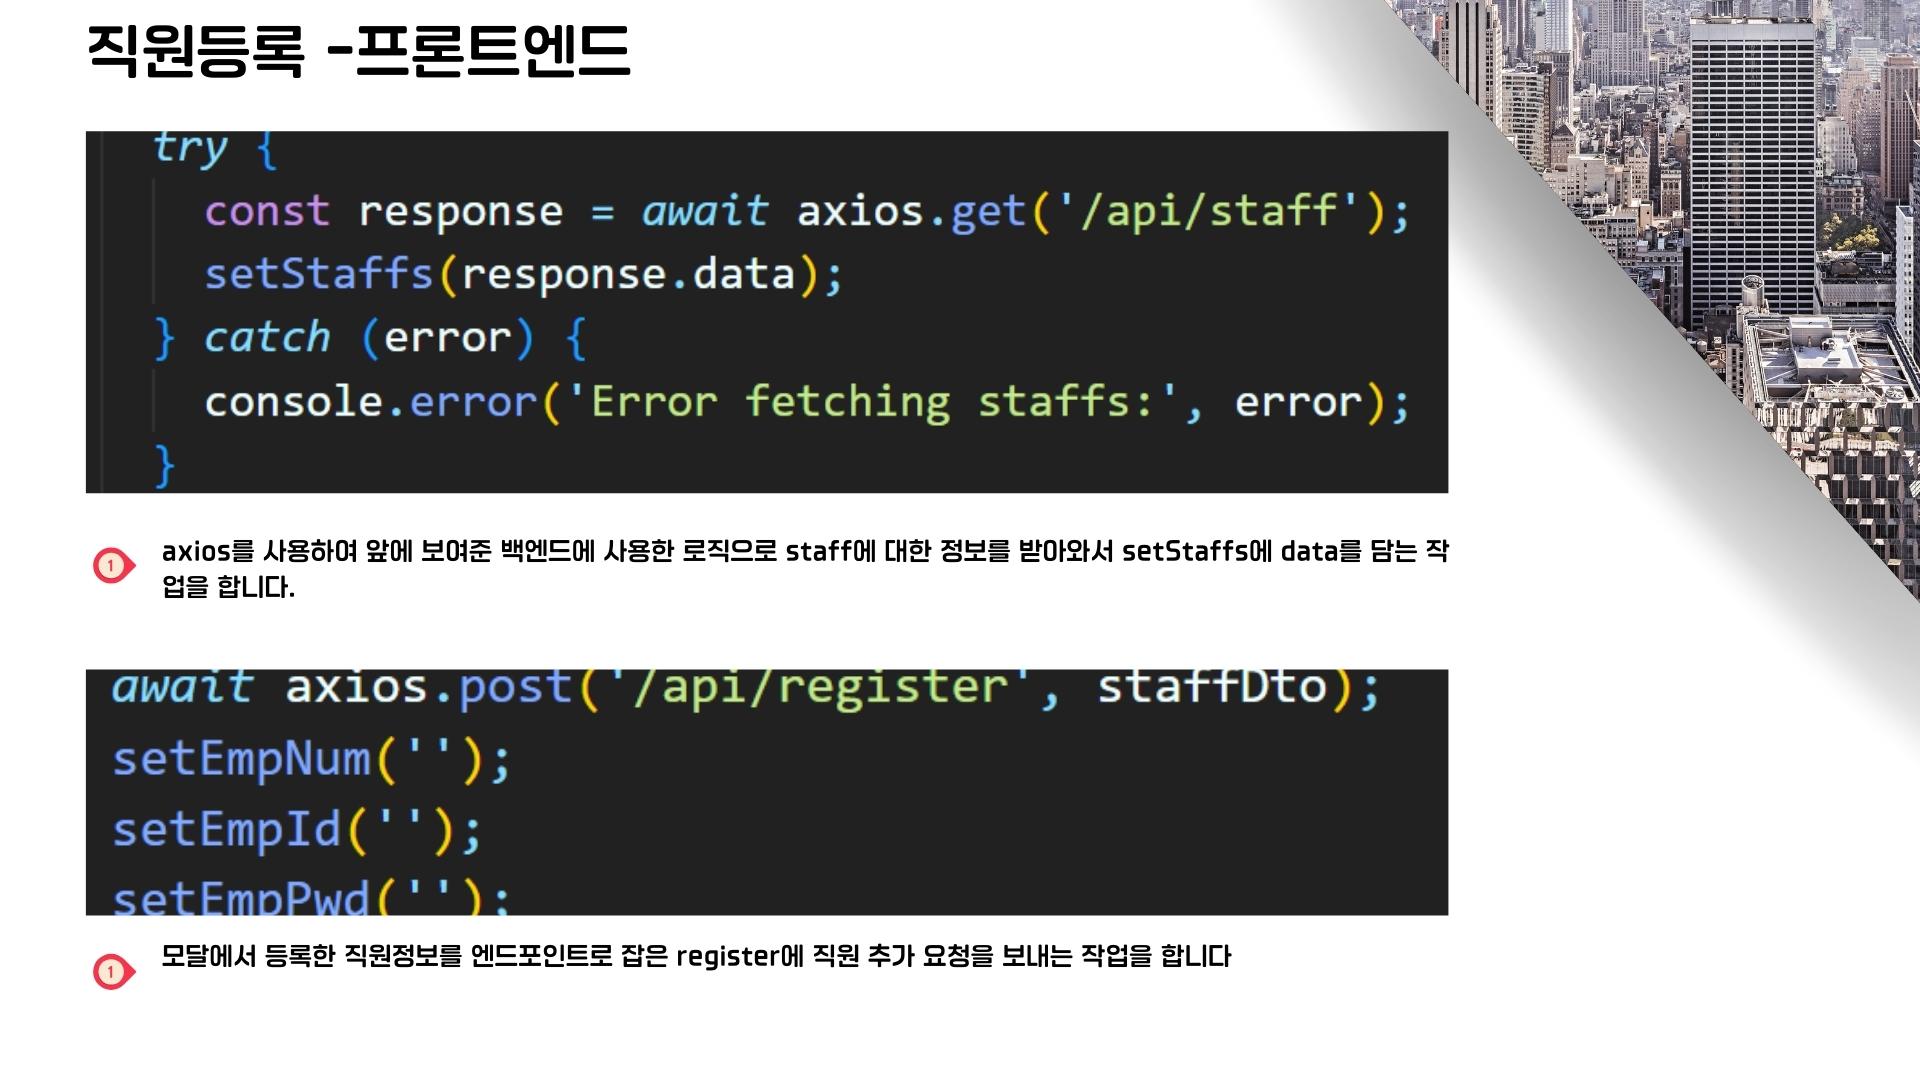 직원등록 -프론트엔드
try {
const response = await axios.get('/api/staff');
setStaffs(response.data);
} catch (error) {
console.error('Error fetching staffs:', error);
}
1 axios를 사용하여 앞에 보여준 백엔드에 사용한 로직으로 staff에 대한 정보를 받아와서 setStaffs에 data를 담는 작
업을 합니다.
await axios.post('/api/register', staffDto);
setEmpNum('');
setEmpId('');
setEmpPwd('');
1 모달에서 등록한 직원정보를 엔드포인트로 잡은 register에 직원 추가 요청을 보내는 작업을 합니다